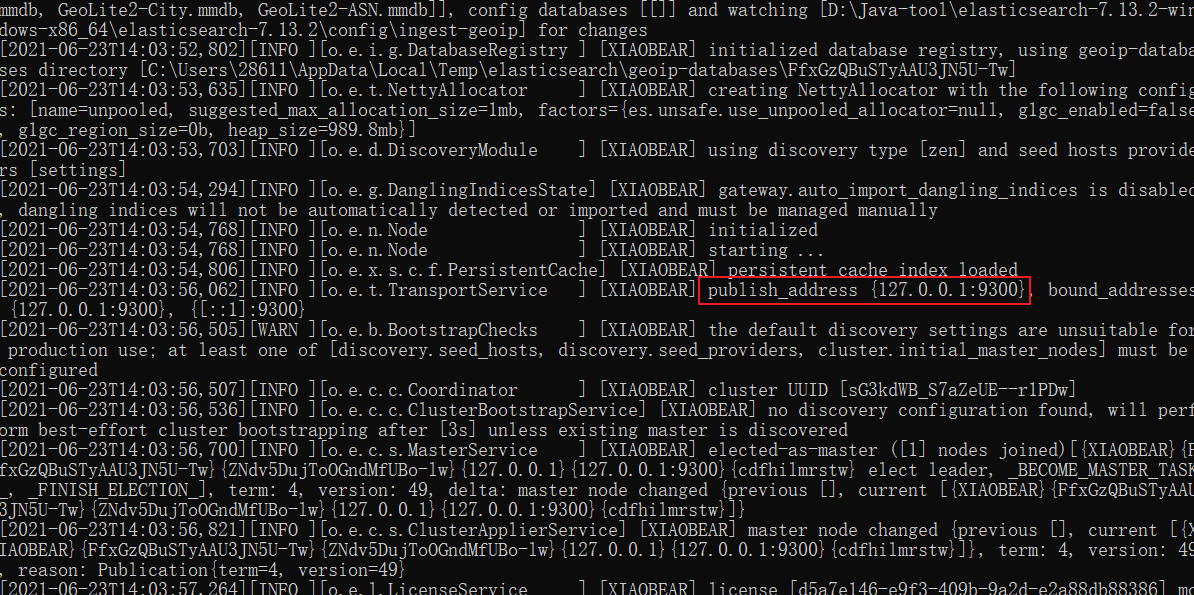 mmdb, GeoLite2-City.mmdb, GeoLite2-ASN.mmdb]], config databases [[]] and watching [D:\Java-tool\elasticsearch-7.13.2-win
dows-x86_64\elasticsearch-7.13.2\config\ingest-geoip] for changes
[2021-06-23T14:03:52,802][INFO ][o.e.i.g.DatabaseRegistry ] [XIAOBEAR] initialized database registry, using geoip-databa
ses directory [C:\Users\28611\AppData\Local\Temp\elasticsearch\geoip-databases\FfxGzQBuSTyAAU3JN5U-Tw]
[2021-06-23T14:03:53,635][INFO ][o.e.t.NettyAllocator     ] [XIAOBEAR] creating NettyAllocator with the following config
s: [name=unpooled, suggested_max_allocation_size=1mb, factors={es.unsafe.use_unpooled_allocator=null, g1gc_enabled=false
, g1gc_region_size=0b, heap_size=989.8mb}]
[2021-06-23T14:03:53,703][INFO ][o.e.d.DiscoveryModule    ] [XIAOBEAR] using discovery type [zen] and seed hosts provide
rs [settings]
[2021-06-23T14:03:54,294][INFO ][o.e.g.DanglingIndicesState] [XIAOBEAR] gateway.auto_import_dangling_indices is disabled
, dangling indices will not be automatically detected or imported and must be managed manually
[2021-06-23T14:03:54,768][INFO ][o.e.n.Node               ] [XIAOBEAR] initialized
[2021-06-23T14:03:54,768][INFO ][o.e.n.Node               ] [XIAOBEAR] starting ...
[2021-06-23T14:03:54,806][INFO ][o.e.x.s.c.f.PersistentCache] [XIAOBEAR] persistent cache index loaded
[2021-06-23T14:03:56,062][INFO ][o.e.t.TransportService   ] [XIAOBEAR] publish_address {127.0.0.1:9300}, bound_addresses
{127.0.0.1:9300}, {[::1]:9300}
[2021-06-23T14:03:56,505][WARN ][o.e.b.BootstrapChecks    ] [XIAOBEAR] the default discovery settings are unsuitable for
production use; at least one of [discovery.seed_hosts, discovery.seed_providers, cluster.initial_master_nodes] must be
configured
[2021-06-23T14:03:56,507][INFO ][o.e.c.c.Coordinator      ] [XIAOBEAR] cluster UUID [sG3kdWB_S7aZeUE--r1PDw]
[2021-06-23T14:03:56,536][INFO ][o.e.c.c.ClusterBootstrapService] [XIAOBEAR] no discovery configuration found, will perf
orm best-effort cluster bootstrapping after [3s] unless existing master is discovered
[2021-06-23T14:03:56,700][INFO ][o.e.c.s.MasterService    ] [XIAOBEAR] elected-as-master ([1] nodes joined)[{XIAOBEAR}{F
fxGzQBuSTyAAU3JN5U-Tw}{ZNdv5DujToOGndMfUBo-lw}{127.0.0.1}{127.0.0.1:9300}{cdfhilmrstw} elect leader, _BECOME_MASTER_TASK
_, _FINISH_ELECTION_], term: 4, version: 49, delta: master node changed {previous [], current [{XIAOBEAR}{FfxGzQBuSTyAAU
3JN5U-Tw}{ZNdv5DujToOGndMfUBo-lw}{127.0.0.1}{127.0.0.1:9300}{cdfhilmrstw}]}
[2021-06-23T14:03:56,821][INFO ][o.e.c.s.ClusterApplierService] [XIAOBEAR] master node changed {previous [], current [{X
IAOBEAR}{FfxGzQBuSTyAAU3JN5U-Tw}{ZNdv5DujToOGndMfUBo-lw}{127.0.0.1}{127.0.0.1:9300}{cdfhilmrstw}]}, term: 4, version: 49
, reason: Publication{term=4, version=49}
[2021-06-23T14:03:57,264][INFO ][o.e.l.LicenseService     ] [XIAOBEAR] license [d5a7e146-e9f3-409b-9a2d-e2a88db88386] mo